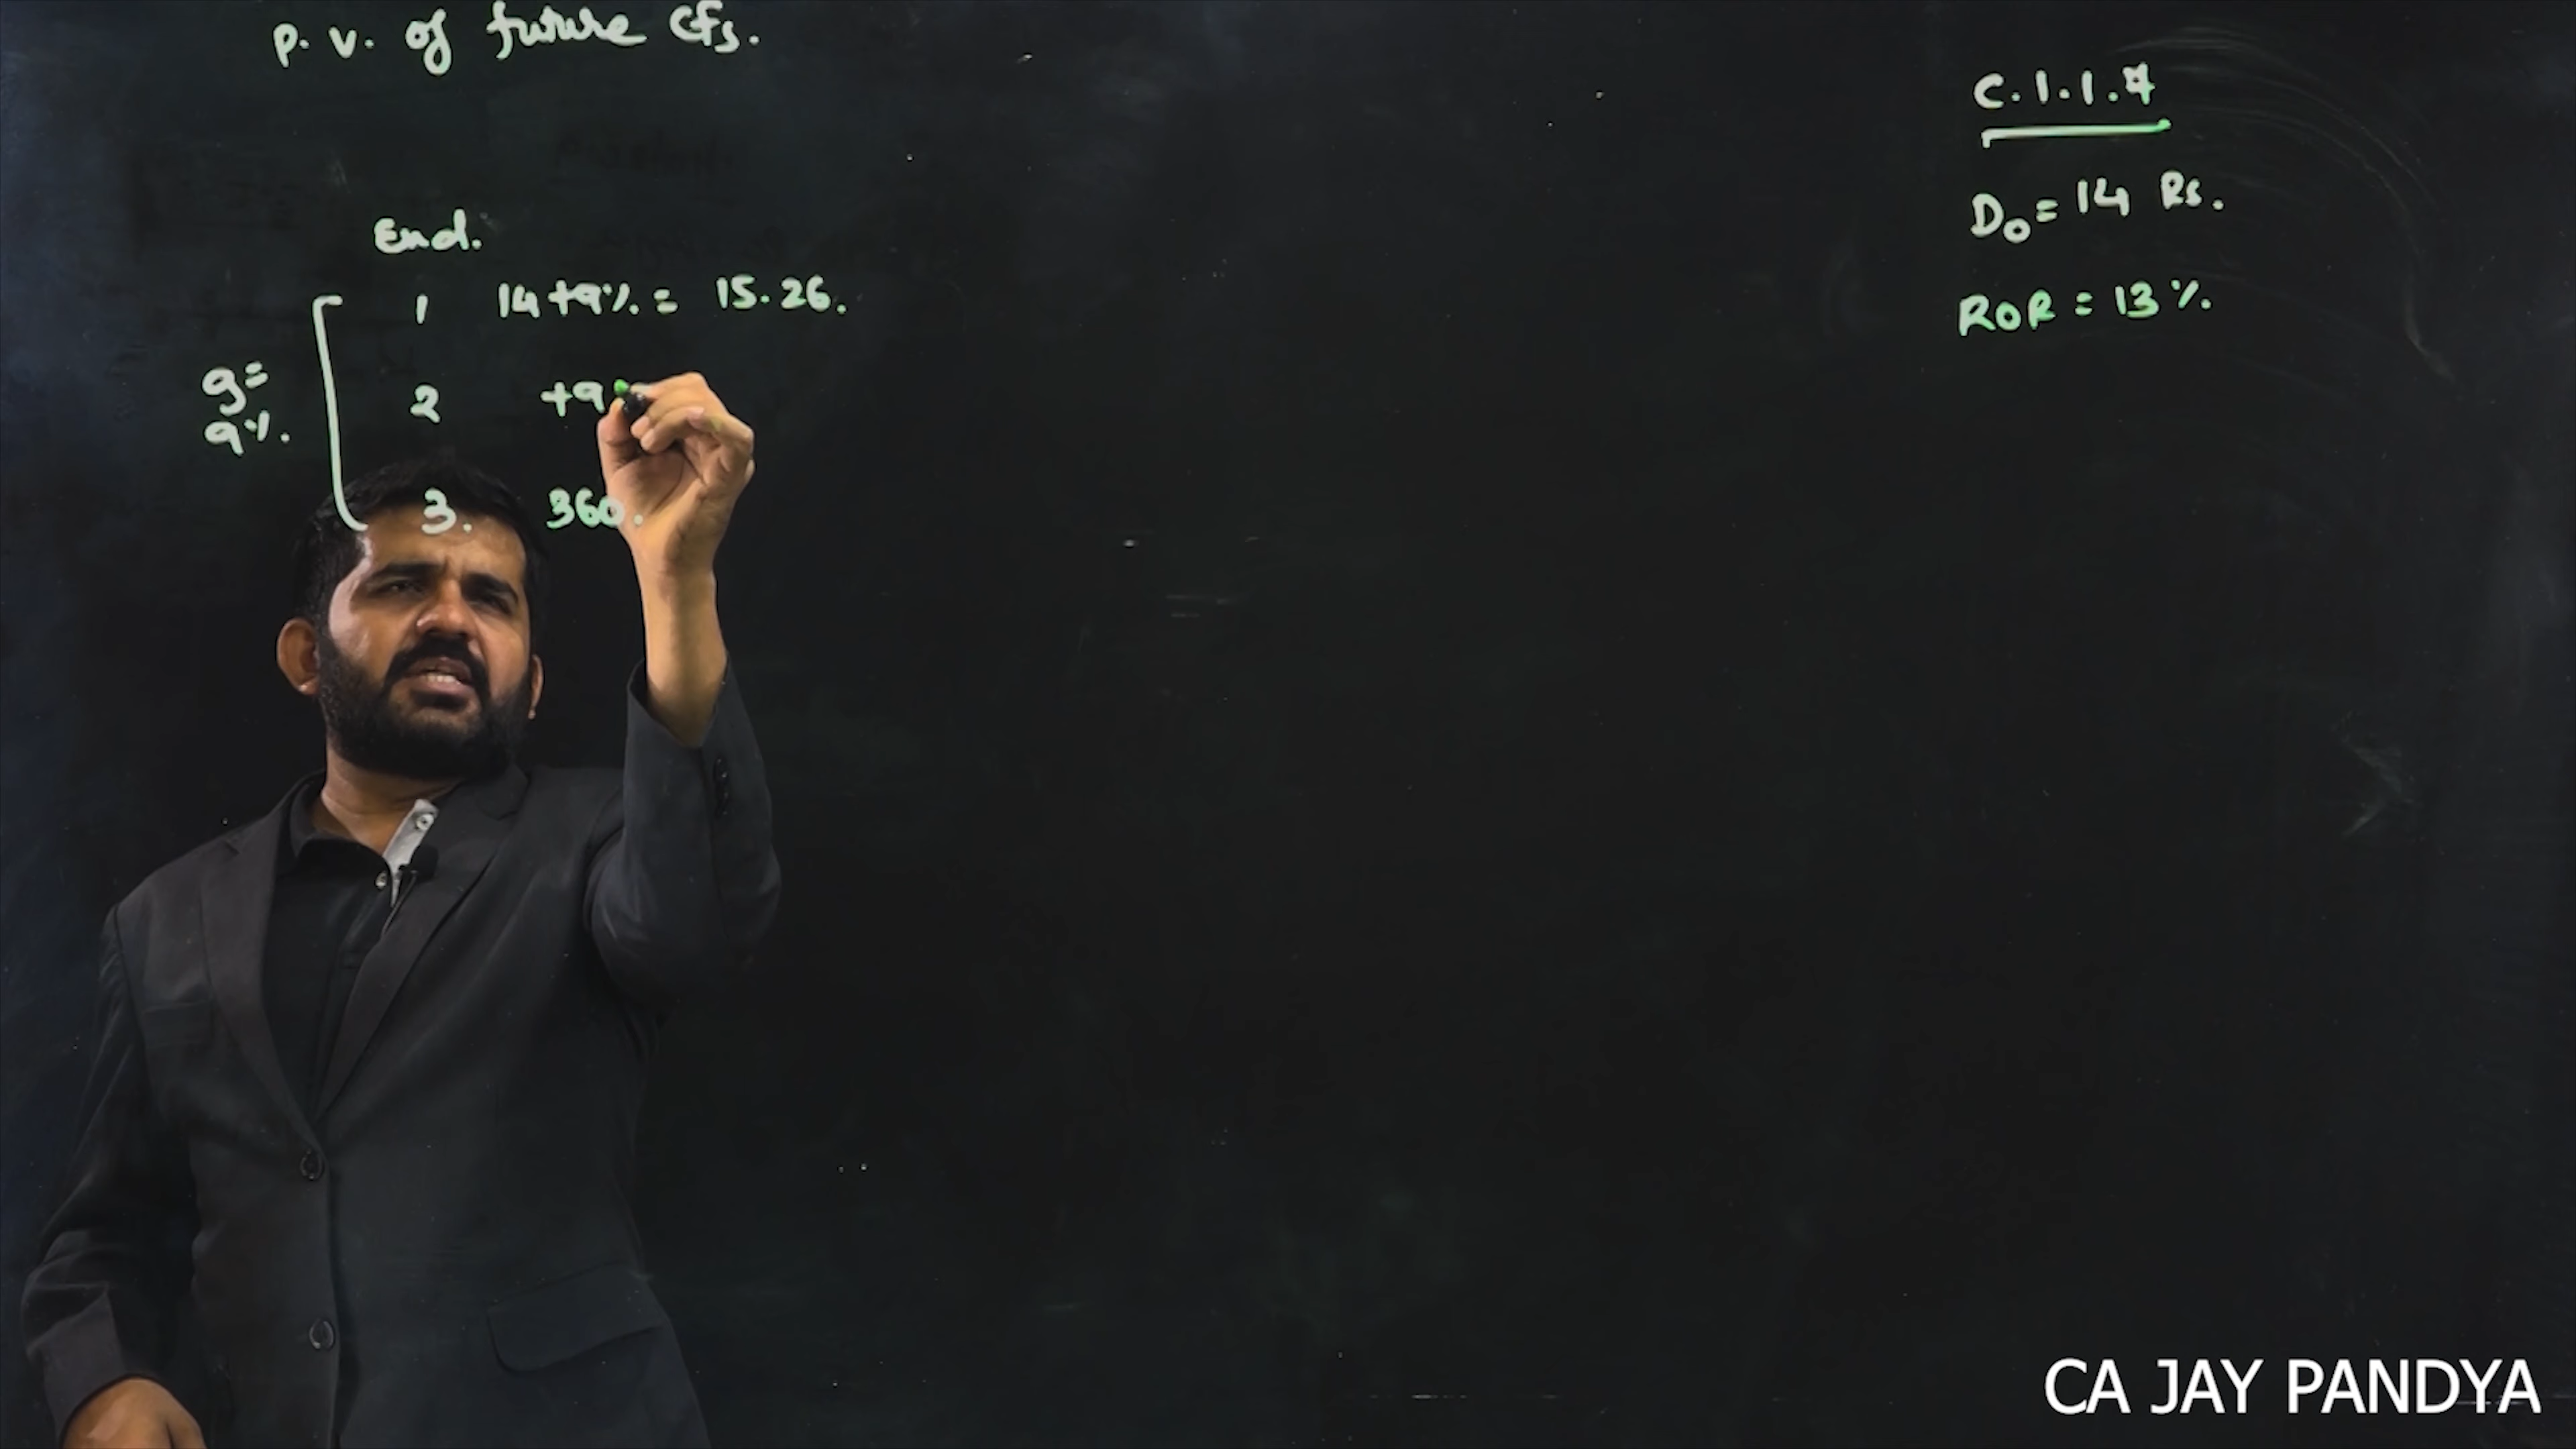 P. V. of future CFs.
End.
1 14+9% = 15.26.
g=
9%.
2 +9
3. 360.
C.1.1.7
D₀ = 14 Rs.
ROR = 13%.
CA JAY PANDYA